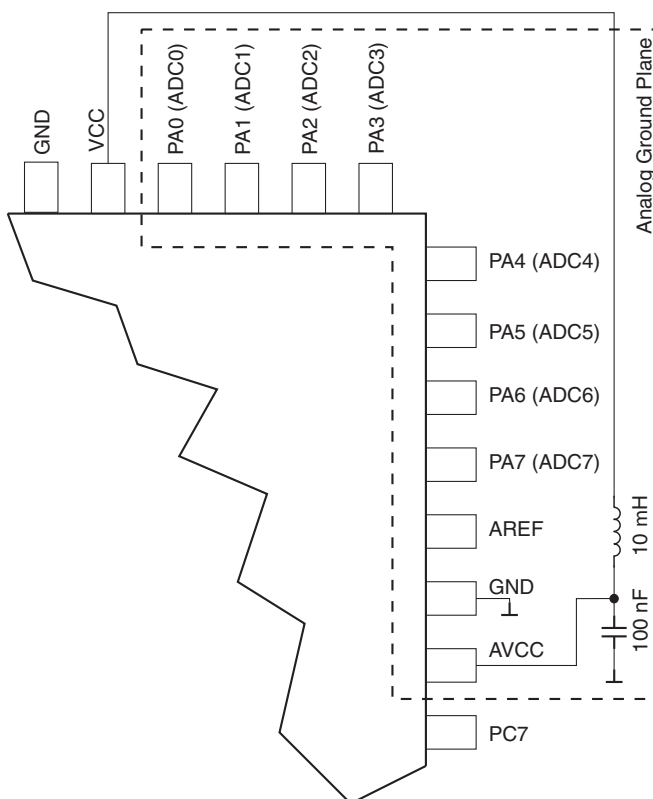 GND
VCC
PA0 (ADC0)
PA1 (ADC1)
PA2 (ADC2)
PA3 (ADC3)
Analog Ground Plane
PA4 (ADC4)
PA5 (ADC5)
PA6 (ADC6)
PA7 (ADC7)
AREF
10 mH
GND
AVCC
100 nF
PC7